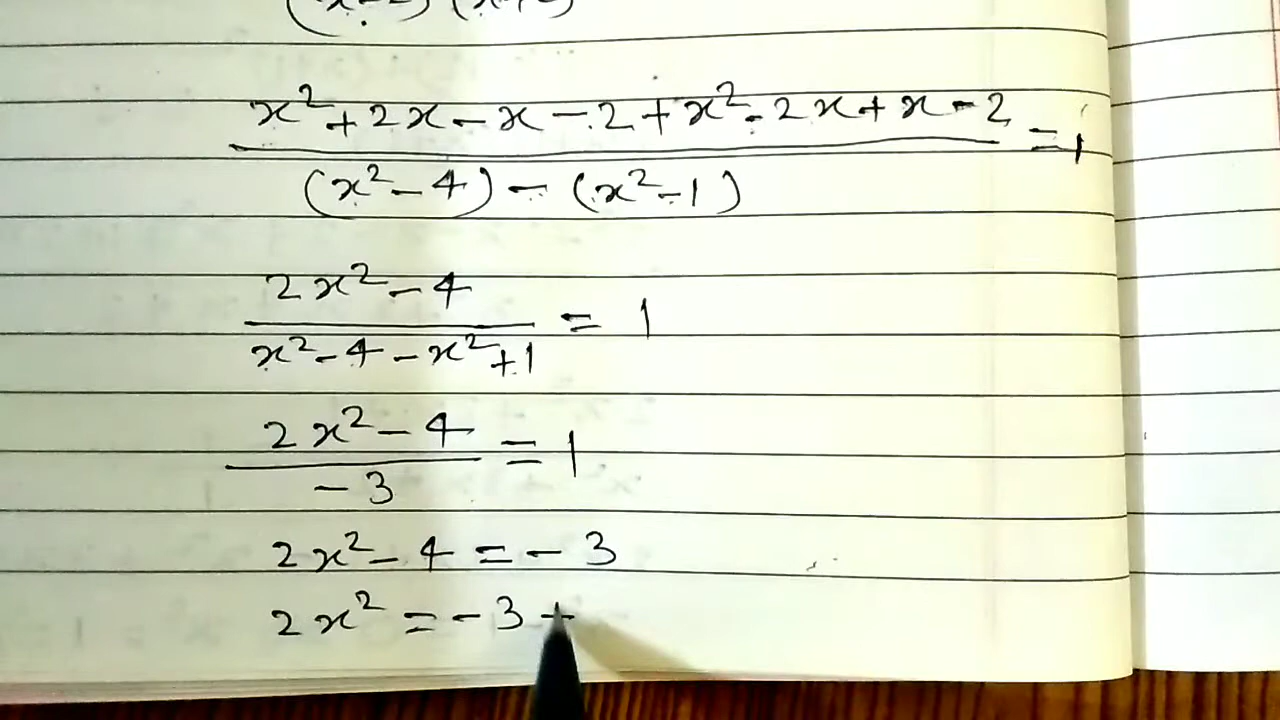 x²+2x-x-2+x²-2x+x-2
(x²-4)-(x²-1) =1
2x²-4
x²-4-x²+1 = 1
2x²-4
-3 =1
2x²-4=-3
2x²=-3+